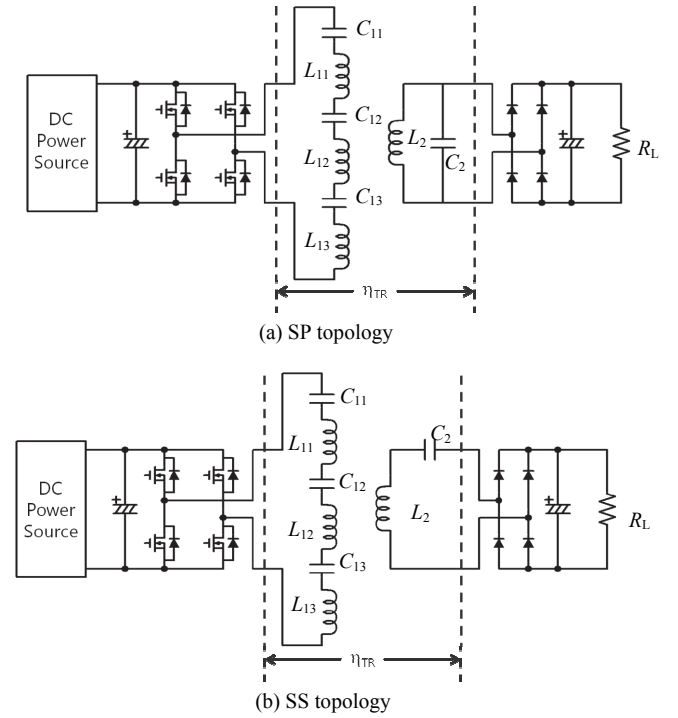 C11
L11
DC
Power
Source
+
C12
L12
L2
C2
+
RL
C13
L13
ηTR
(a) SP topology
C11
L11
C2
DC
Power
Source
+
C12
L12
L2
+
RL
C13
L13
ηTR
(b) SS topology